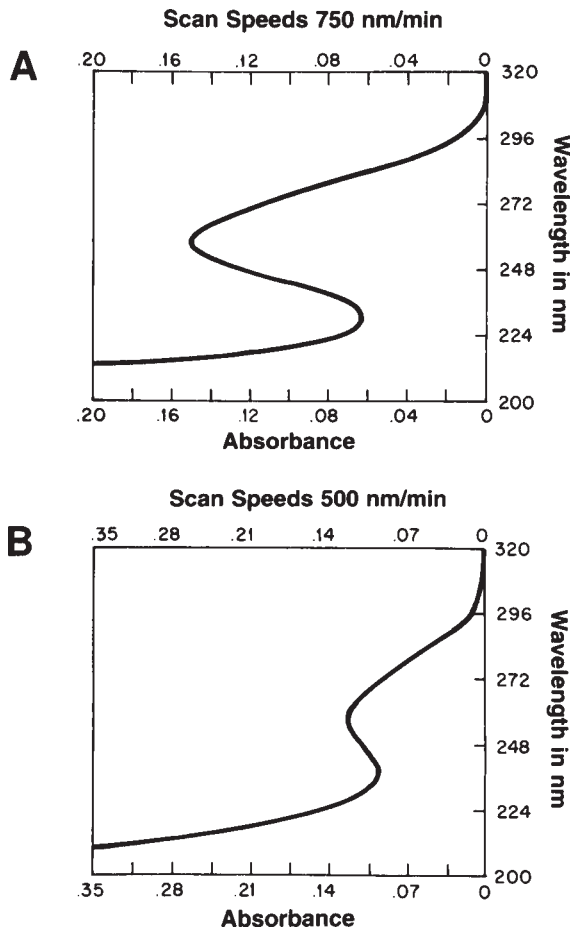 Scan Speeds 750 nm/min
A
.20 .16 .12 .08 .04 0
320
296
272
248
224
200
Wavelength in nm
.20 .16 .12 .08 .04 0
Absorbance
Scan Speeds 500 nm/min
B
.35 .28 .21 .14 .07 0
320
296
272
248
224
200
Wavelength in nm
.35 .28 .21 .14 .07 0
Absorbance